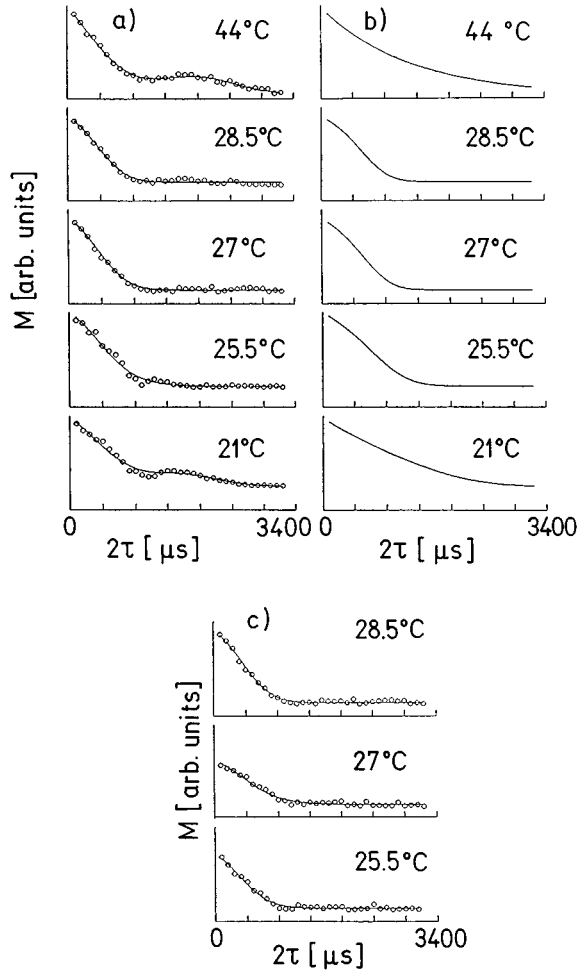 a)
44°C
28.5°C
27°C
25.5°C
21°C
M [arb. units]
0
3400
2τ [ μs]
b)
44 °C
28.5°C
27°C
25.5°C
21°C
0
3400
2τ [ μs]
c)
28.5°C
27°C
25.5°C
M [arb. units]
0
3400
2τ [ μs]